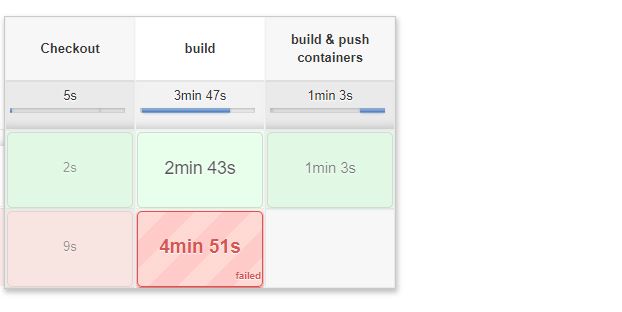 Checkout
build
build & push
containers
5s
3min 47s
1min 3s
2s
2min 43s
1min 3s
9s
4min 51s
failed